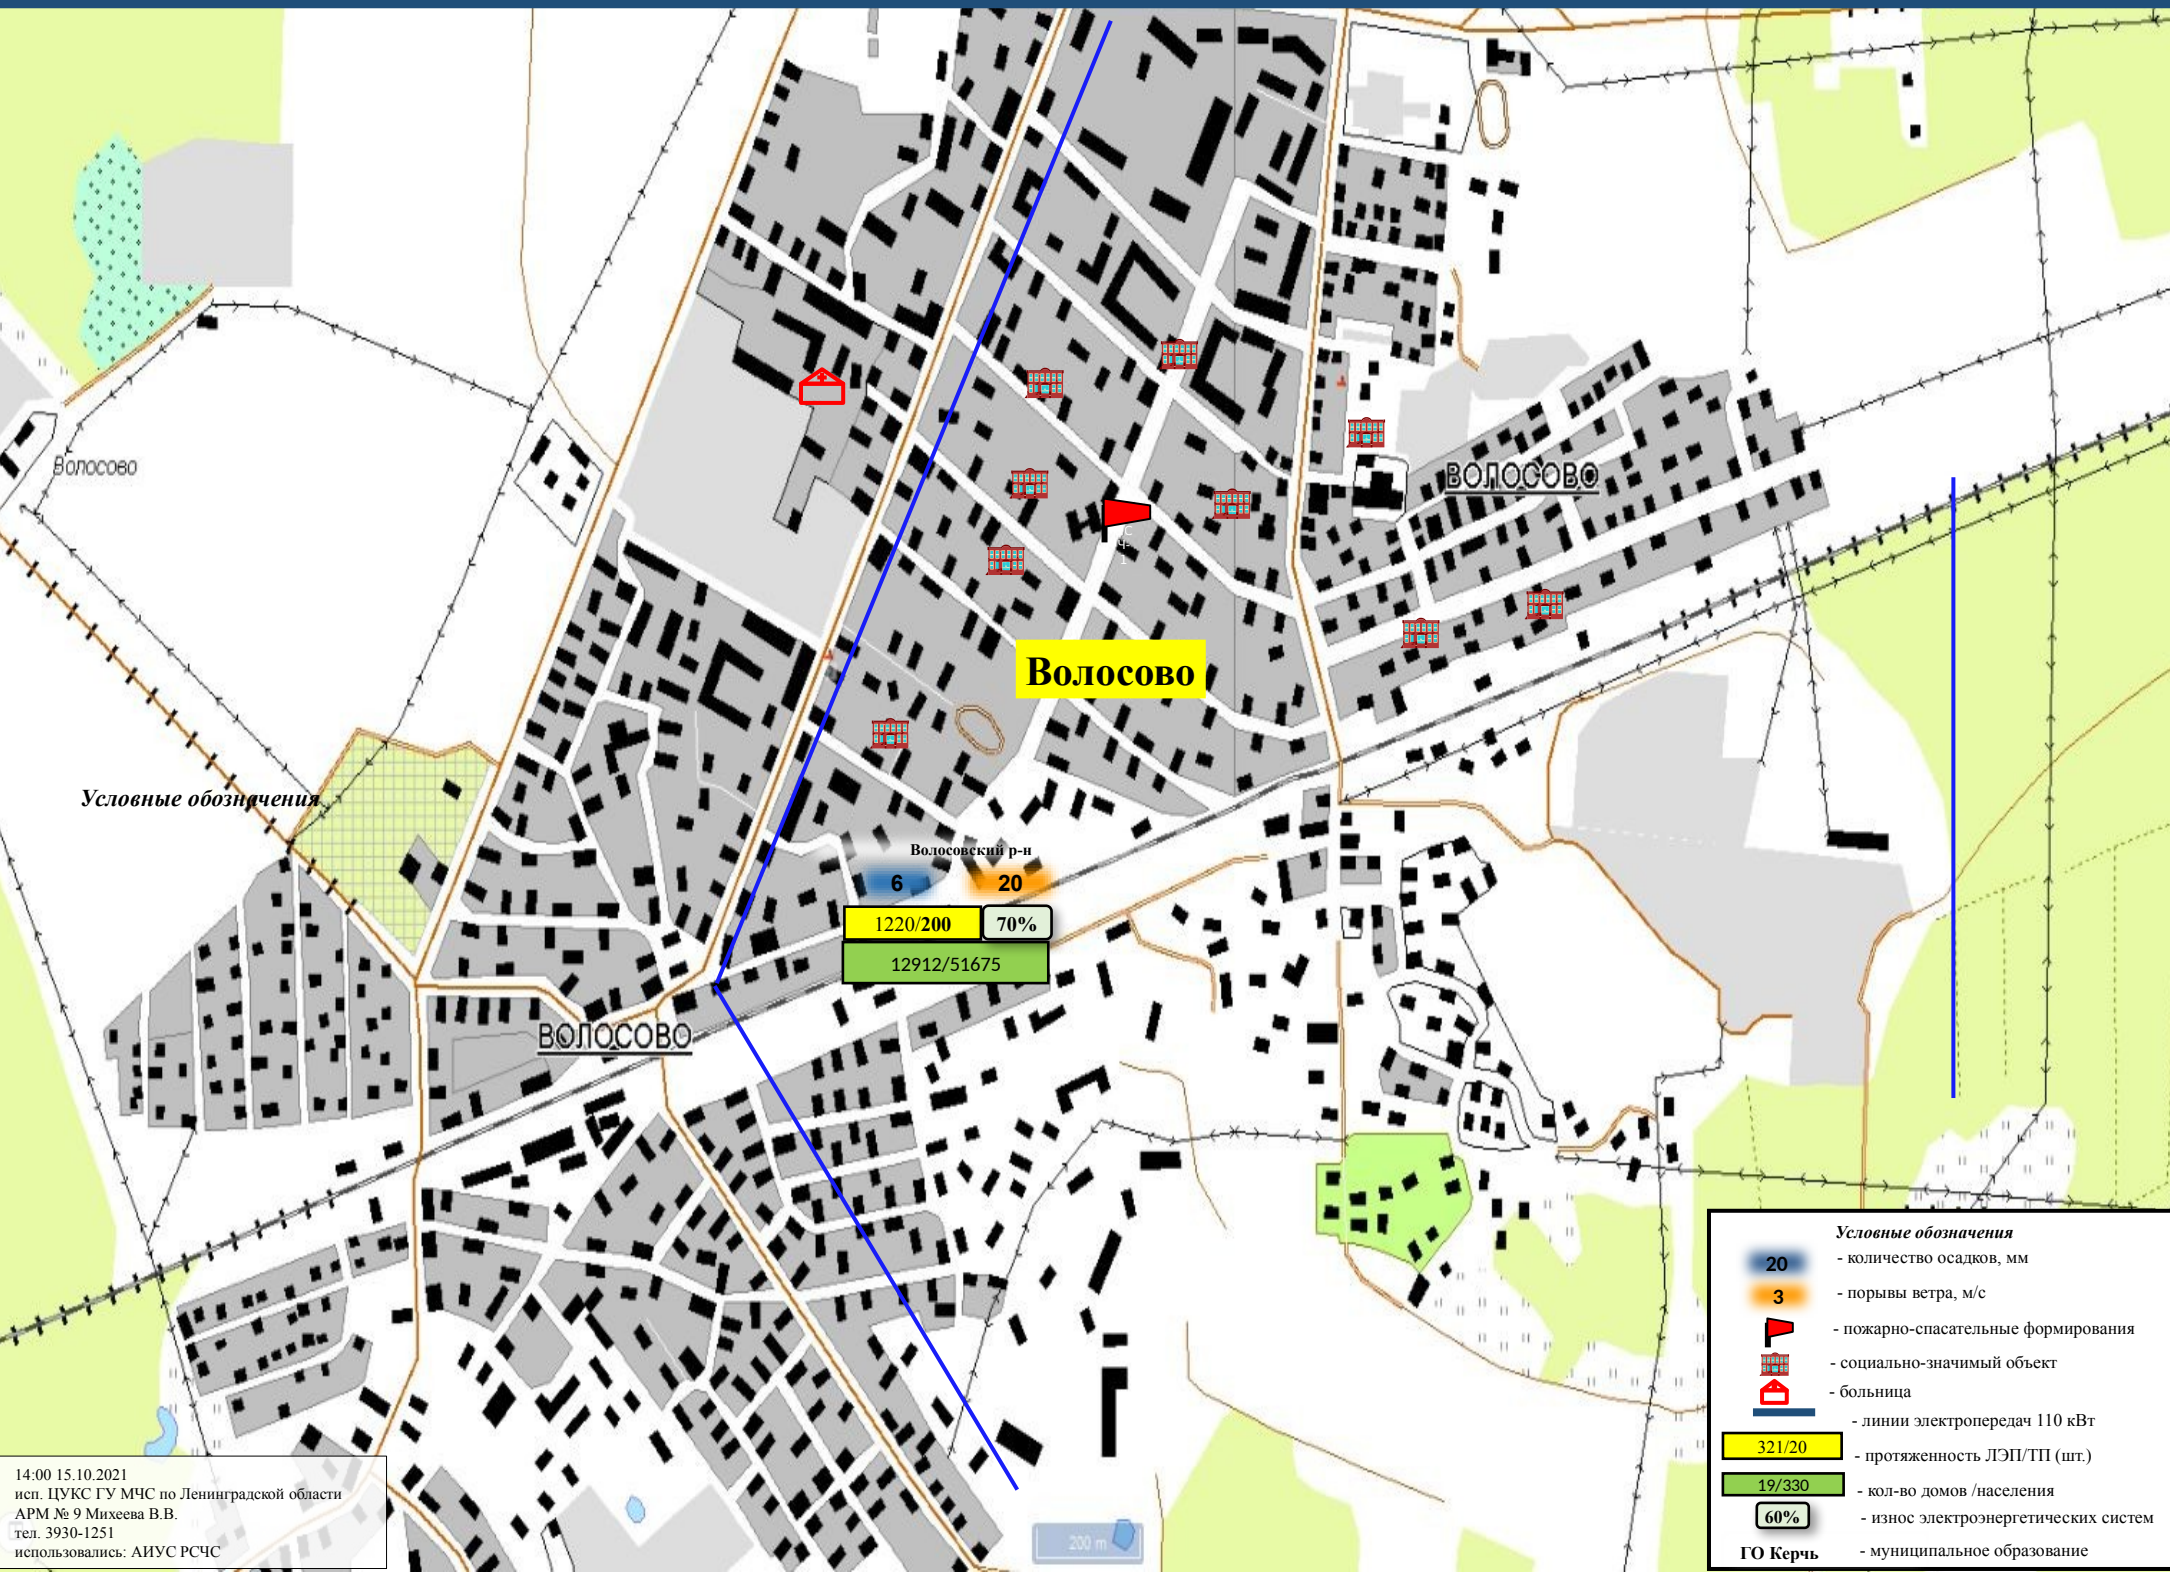 Волосово
ВОЛОСОВО
Волосово
Условные обозначения
Волосовский р-н
6
20
1220/200
70%
12912/51675
ВОЛОСОВО
Условные обозначения
20
- количество осадков, мм
3
- порывы ветра, м/с
- пожарно-спасательные формирования
- социально-значимый объект
- больница
- линии электропередач 110 кВт
321/20
- протяженность ЛЭП/ТП (шт.)
19/330
- кол-во домов /населения
60%
- износ электроэнергетических систем
ГО Керчь
- муниципальное образование
14:00 15.10.2021
исп. ЦУКС ГУ МЧС по Ленинградской области
АРМ № 9 Михеева В.В.
тел. 3930-1251
использовались: АИУС РСЧС
200 m